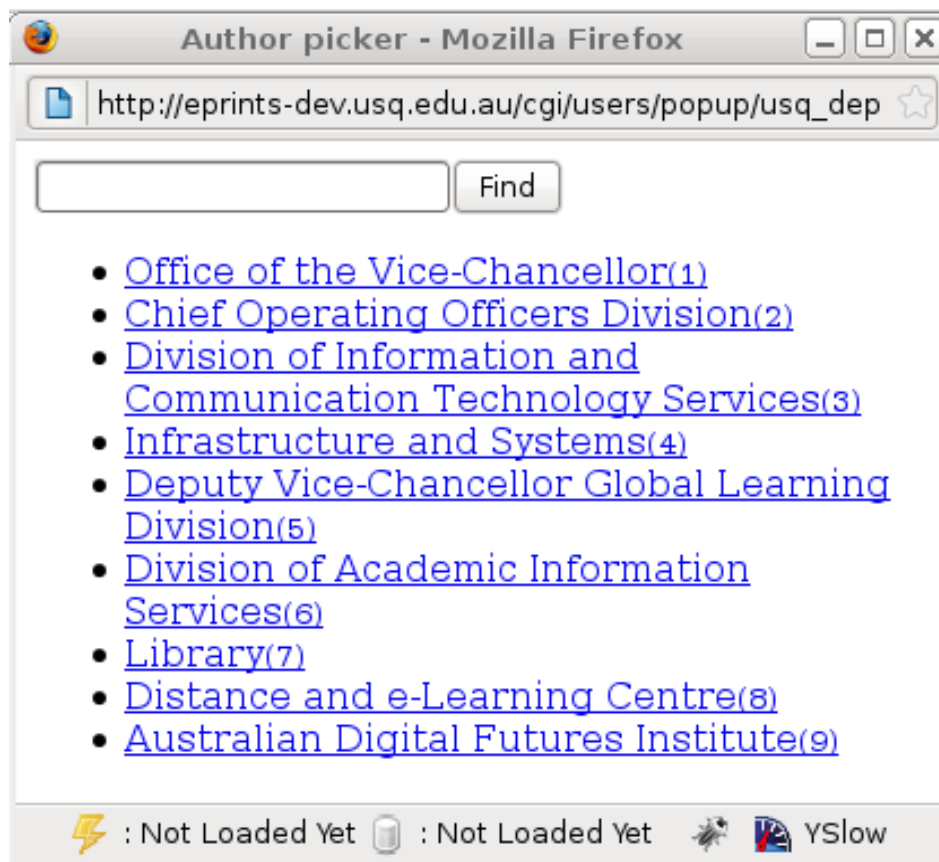 Author picker - Mozilla Firefox
http://eprints-dev.usq.edu.au/cgi/users/popup/usq_dep
Find
Office of the Vice-Chancellor(1)
Chief Operating Officers Division(2)
Division of Information and
Communication Technology Services(3)
Infrastructure and Systems(4)
Deputy Vice-Chancellor Global Learning
Division(5)
Division of Academic Information
Services(6)
Library(7)
Distance and e-Learning Centre(8)
Australian Digital Futures Institute(9)
: Not Loaded Yet : Not Loaded Yet YSlow